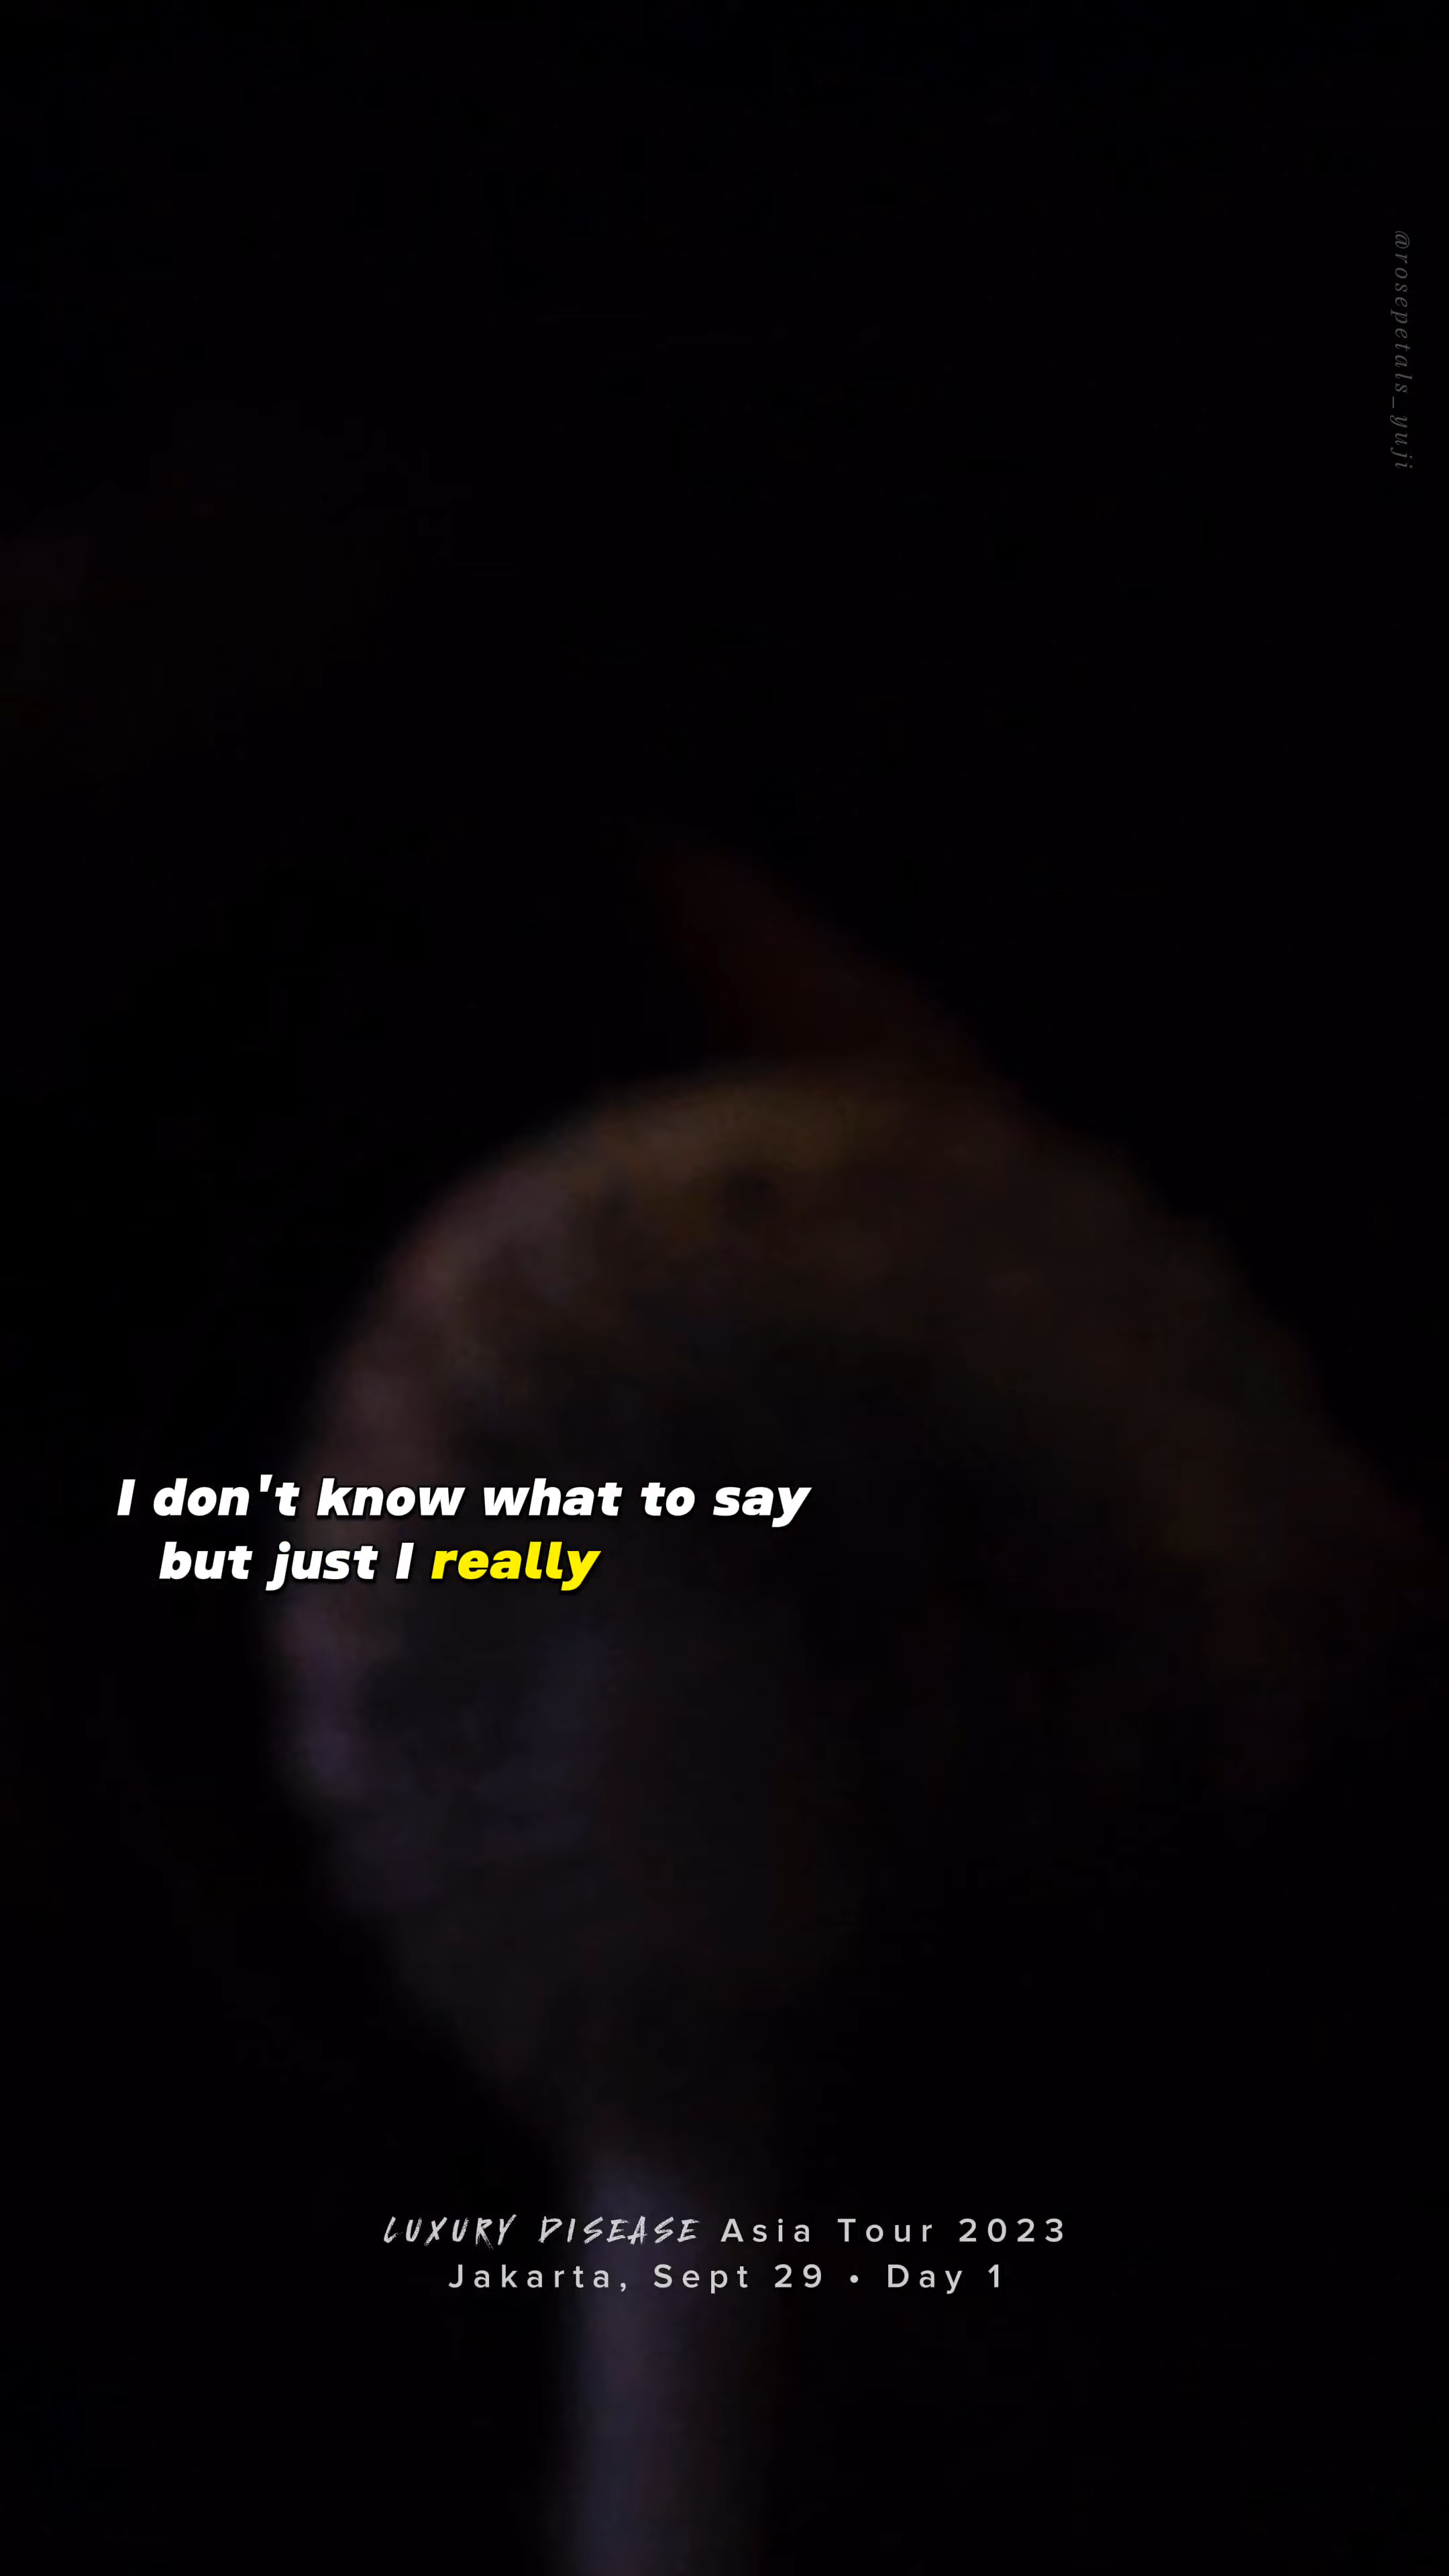 @rosepetals_yuji
I don't know what to say
but just I really
LUXURY DISEASE Asia Tour 2023
Jakarta, Sept 29 • Day 1